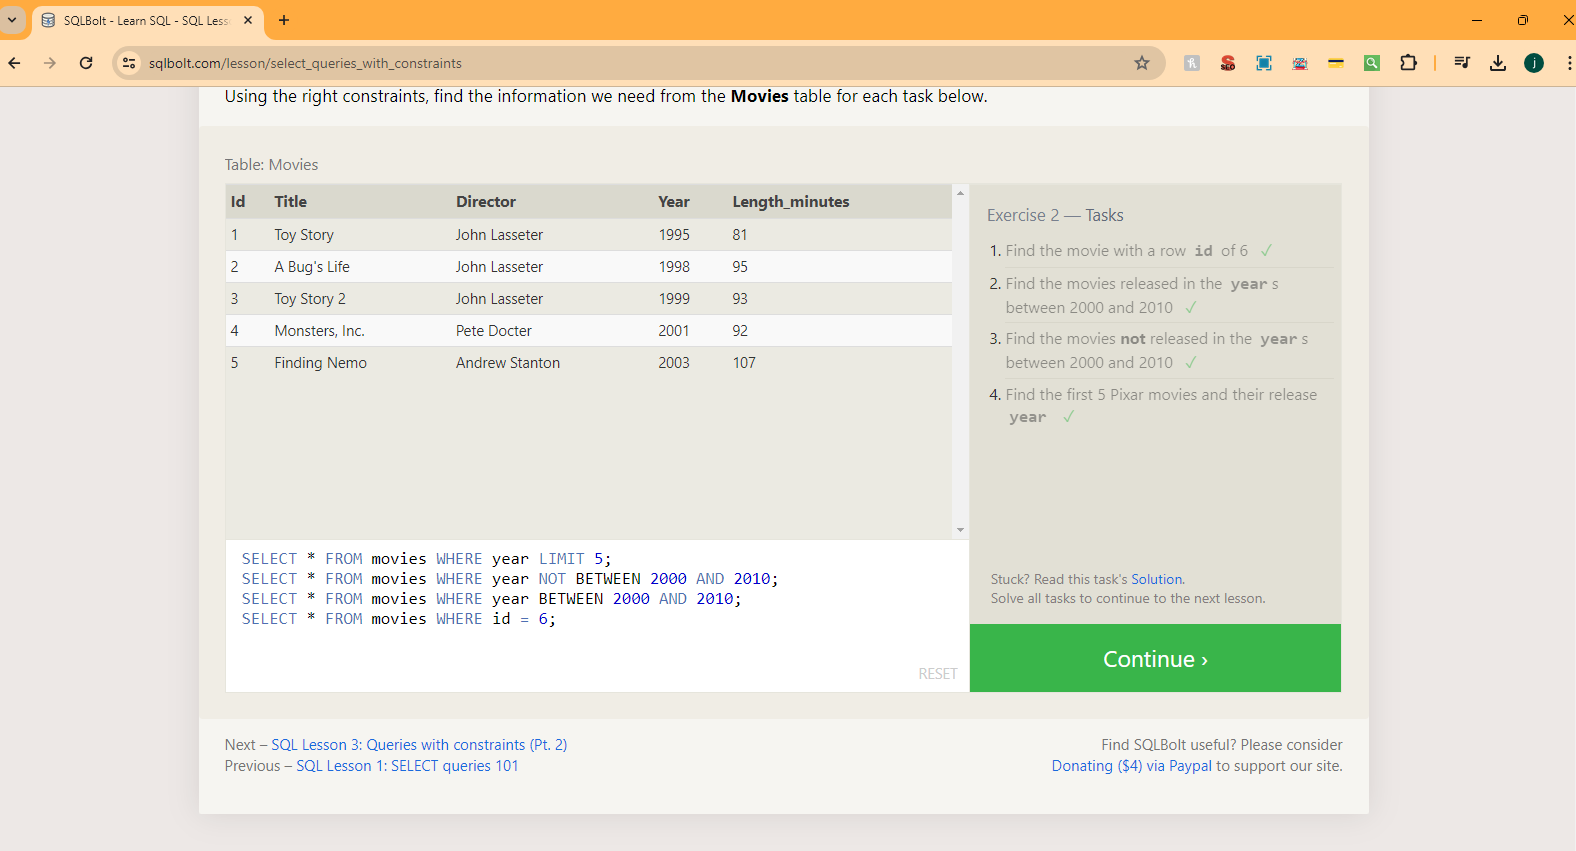 SQLBolt - Learn SQL - SQL Less
sqlbolt.com/lesson/select_queries_with_constraints
SEO
j
Using the right constraints, find the information we need from the Movies table for each task below.
Table: Movies
Id Title Director Year Length_minutes
1 Toy Story John Lasseter 1995 81
2 A Bug's Life John Lasseter 1998 95
3 Toy Story 2 John Lasseter 1999 93
4 Monsters, Inc. Pete Docter 2001 92
5 Finding Nemo Andrew Stanton 2003 107
Exercise 2 — Tasks
1. Find the movie with a row id of 6 ✓
2. Find the movies released in the year s
between 2000 and 2010 ✓
3. Find the movies not released in the year s
between 2000 and 2010 ✓
4. Find the first 5 Pixar movies and their release
year ✓
SELECT * FROM movies WHERE year LIMIT 5;
SELECT * FROM movies WHERE year NOT BETWEEN 2000 AND 2010;
SELECT * FROM movies WHERE year BETWEEN 2000 AND 2010;
SELECT * FROM movies WHERE id = 6;
RESET
Stuck? Read this task's Solution.
Solve all tasks to continue to the next lesson.
Continue ›
Next – SQL Lesson 3: Queries with constraints (Pt. 2)
Previous – SQL Lesson 1: SELECT queries 101
Find SQLBolt useful? Please consider
Donating ($4) via Paypal to support our site.